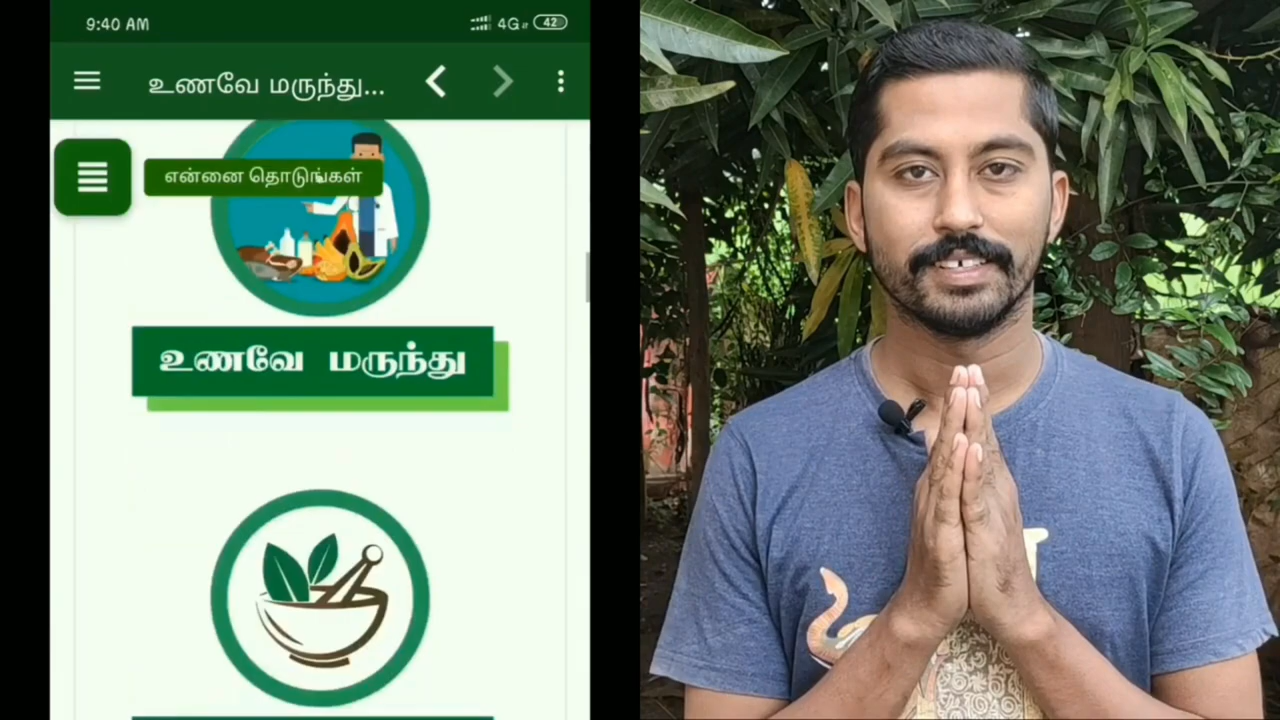 9:40 AM
4G 42
உணவே மருந்து...
என்னை தொடுங்கள்
உணவே மருந்து